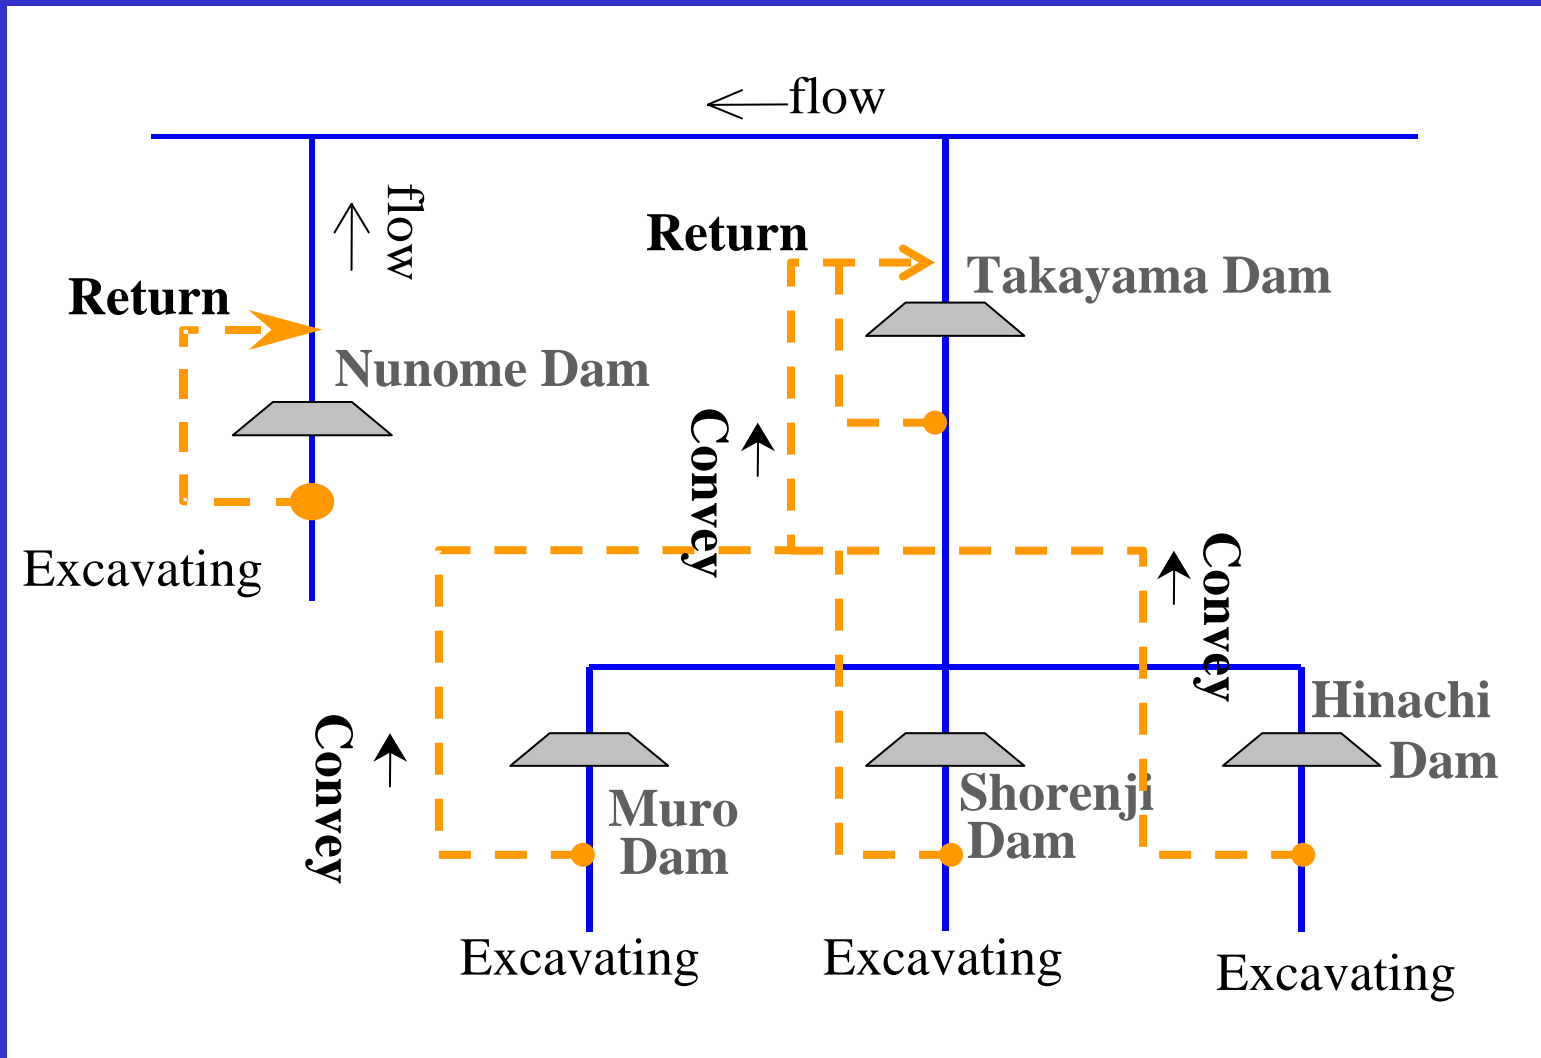 flow
flow
Return
Return
Takayama Dam
Nunome Dam
Convey
Excavating
Convey
Hinachi
Dam
Convey
Muro
Dam
Shorenji
Dam
Excavating
Excavating
Excavating